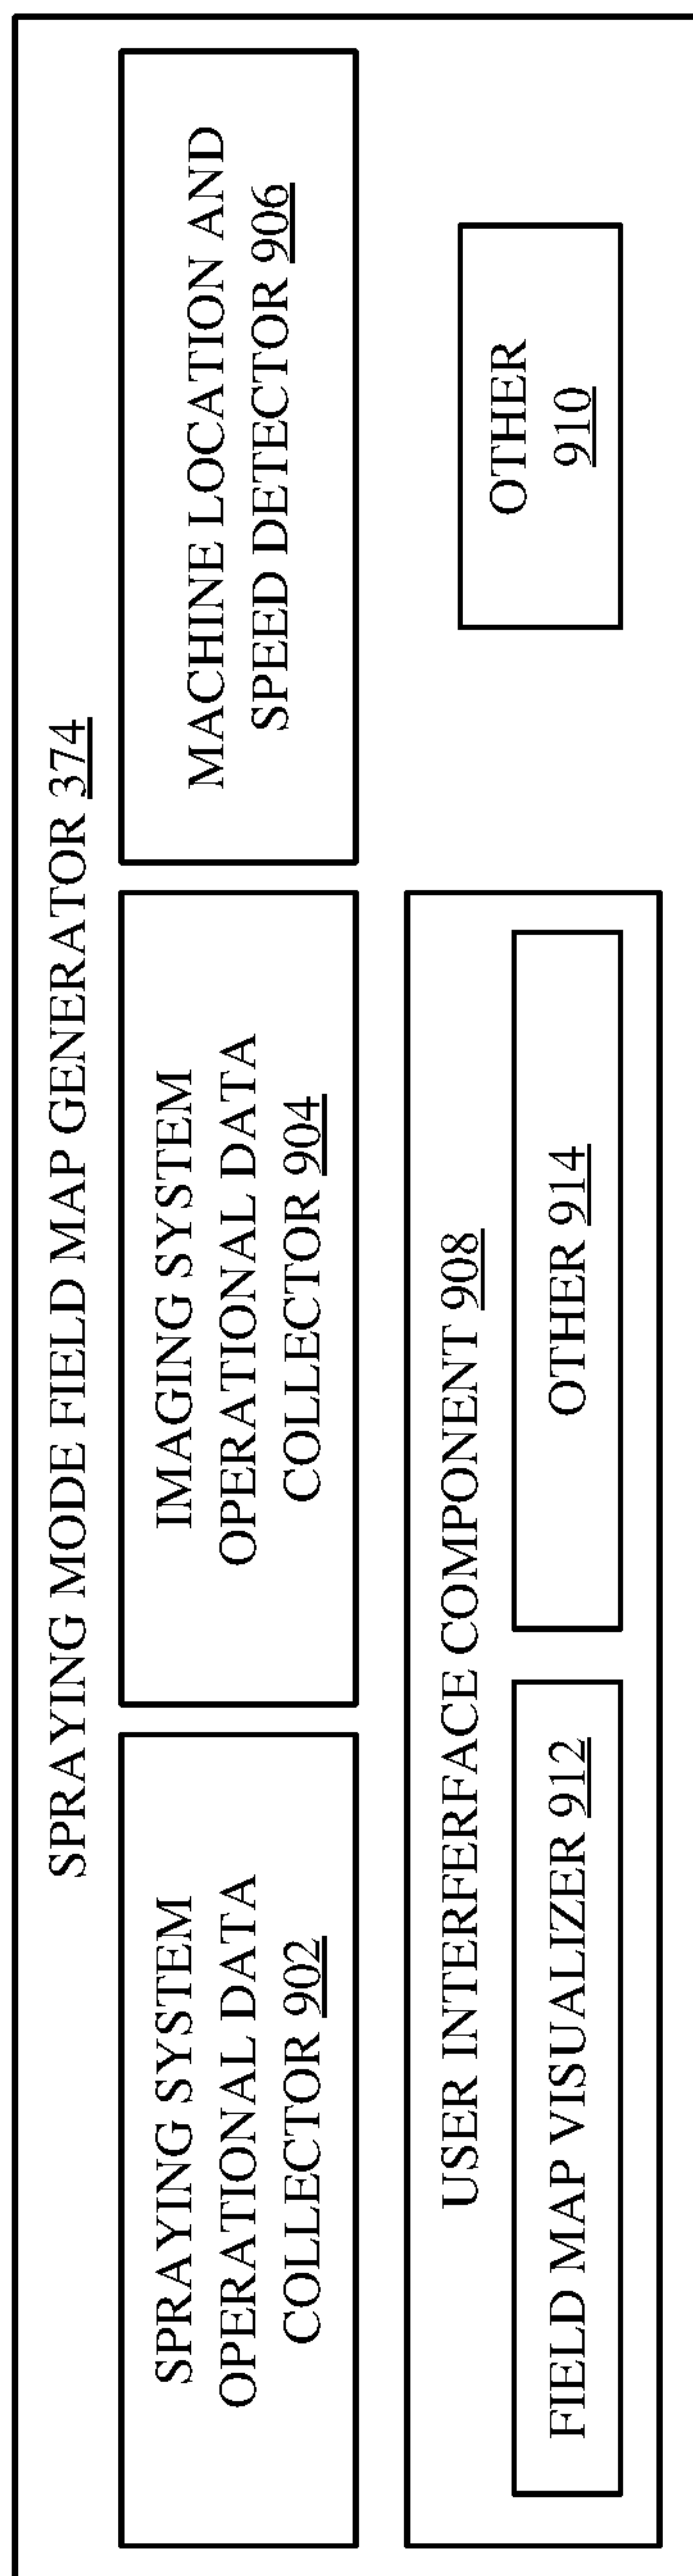 SPRAYING MODE FIELD MAP GENERATOR 374
SPRAYING SYSTEM
OPERATIONAL DATA
COLLECTOR 902
IMAGING SYSTEM
OPERATIONAL DATA
COLLECTOR 904
MACHINE LOCATION AND
SPEED DETECTOR 906
USER INTERFERFACE COMPONENT 908
FIELD MAP VISUALIZER 912
OTHER 914
OTHER
910